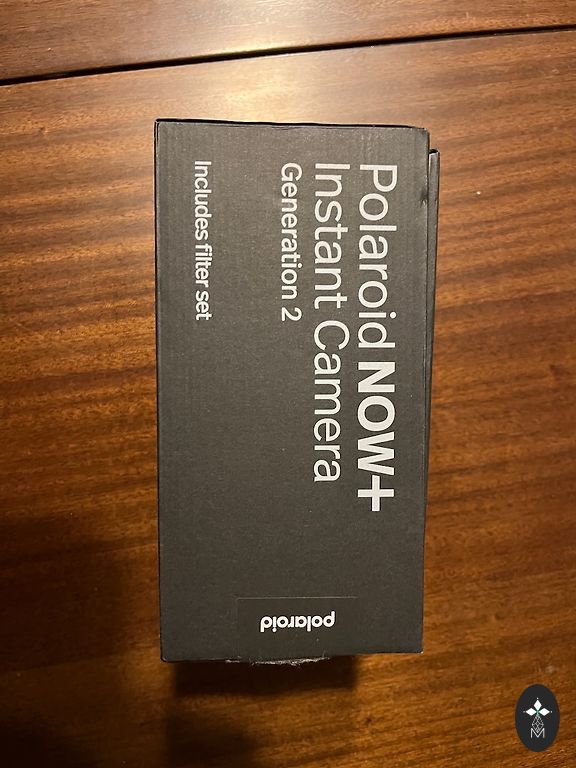 Polaroid NOW+
Instant Camera
Generation 2
Includes filter set
polaroid
M